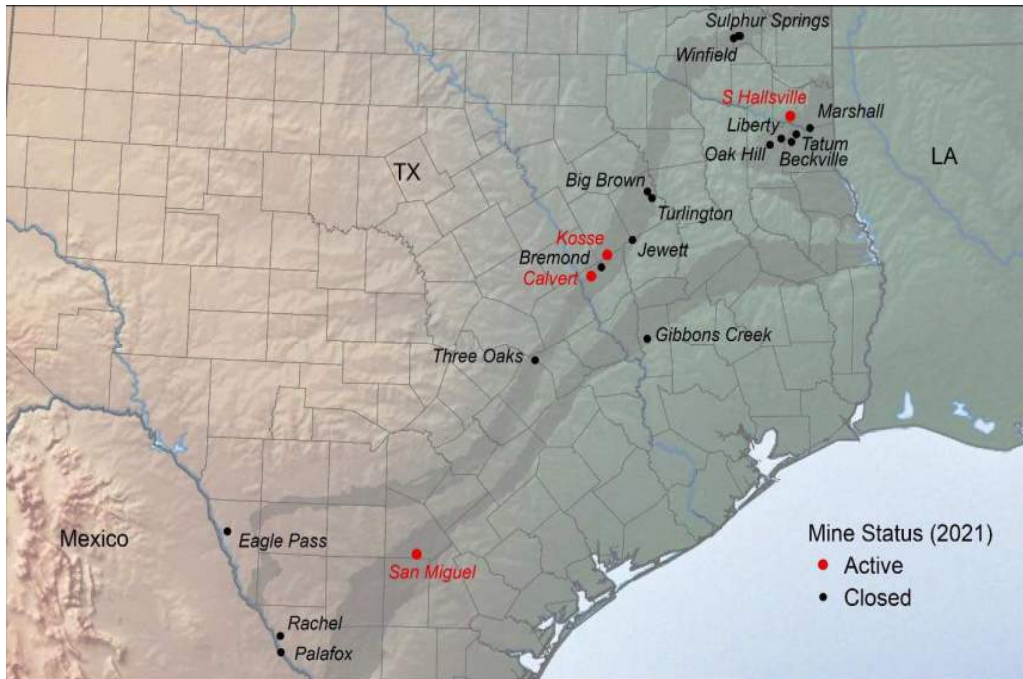 Sulphur Springs
Winfield
S Hallsville
Marshall
Liberty
Tatum
Oak Hill
Beckville
TX
LA
Big Brown
Turlington
Kosse
Jewett
Bremond
Calvert
Gibbons Creek
Three Oaks
Mexico
Eagle Pass
San Miguel
Rachel
Palafox
Mine Status (2021)
Active
Closed